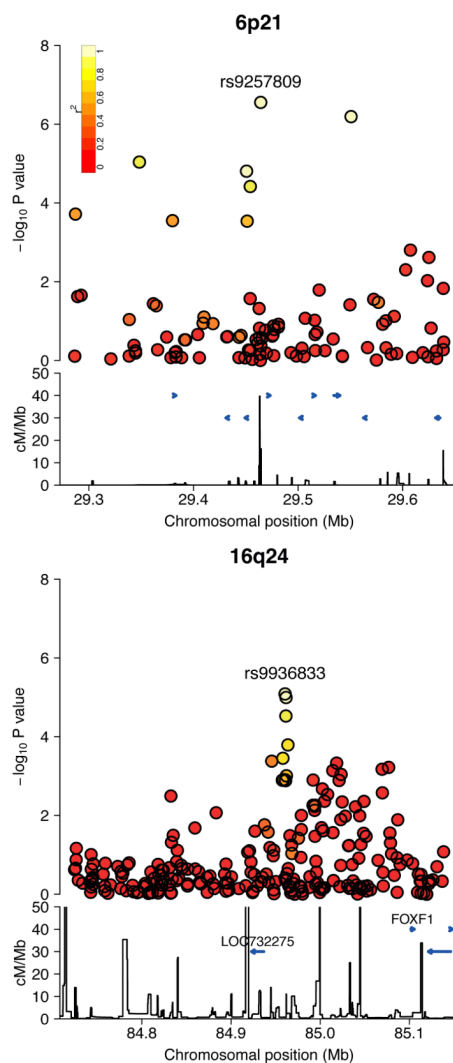 6p21
8
6
4
2
0
− log10 P value
r2
1
0.8
0.6
0.4
0.2
0
rs9257809
50
40
30
20
10
0
cM/Mb
29.3 29.4 29.5 29.6
Chromosomal position (Mb)
16q24
8
6
4
2
0
− log10 P value
rs9936833
50
40
30
20
10
0
cM/Mb
LOC732275
FOXF1
84.8 84.9 85.0 85.1
Chromosomal position (Mb)